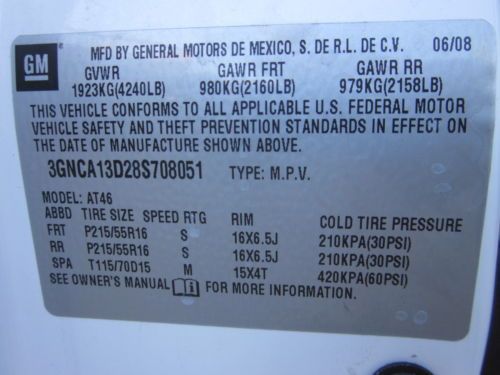 GM
MFD BY GENERAL MOTORS DE MEXICO, S. DE R.L. DE C.V. 06/08
GVWR GAWR FRT GAWR RR
1923KG(4240LB) 980KG(2160LB) 979KG(2158LB)
THIS VEHICLE CONFORMS TO ALL APPLICABLE U.S. FEDERAL MOTOR
VEHICLE SAFETY AND THEFT PREVENTION STANDARDS IN EFFECT ON
THE DATE OF MANUFACTURE SHOWN ABOVE.
3GNCA13D28S708051 TYPE: M.P.V.
MODEL: AT46
ABBD TIRE SIZE SPEED RTG RIM COLD TIRE PRESSURE
FRT P215/55R16 S 16X6.5J 210KPA(30PSI)
RR P215/55R16 S 16X6.5J 210KPA(30PSI)
SPA T115/70D15 M 15X4T 420KPA(60PSI)
SEE OWNER'S MANUAL FOR MORE INFORMATION.